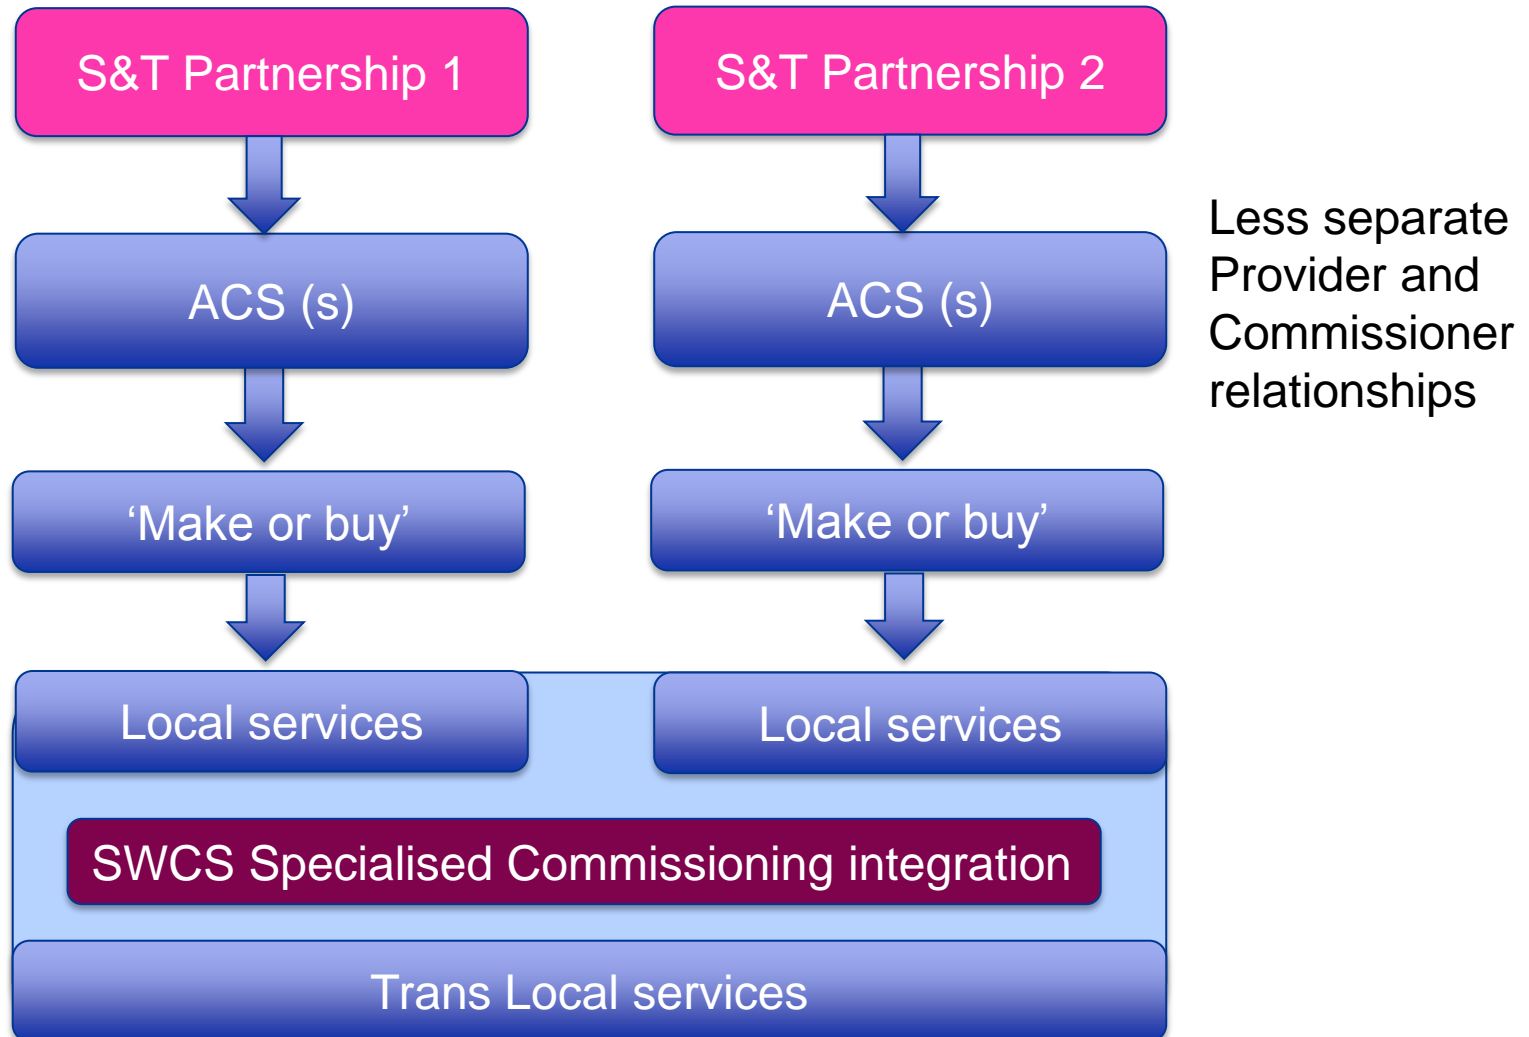 S&T Partnership 1
S&T Partnership 2
ACS (s)
ACS (s)
Less separate
Provider and
Commissioner
relationships
‘Make or buy’
‘Make or buy’
Local services
Local services
SWCS Specialised Commissioning integration
Trans Local services